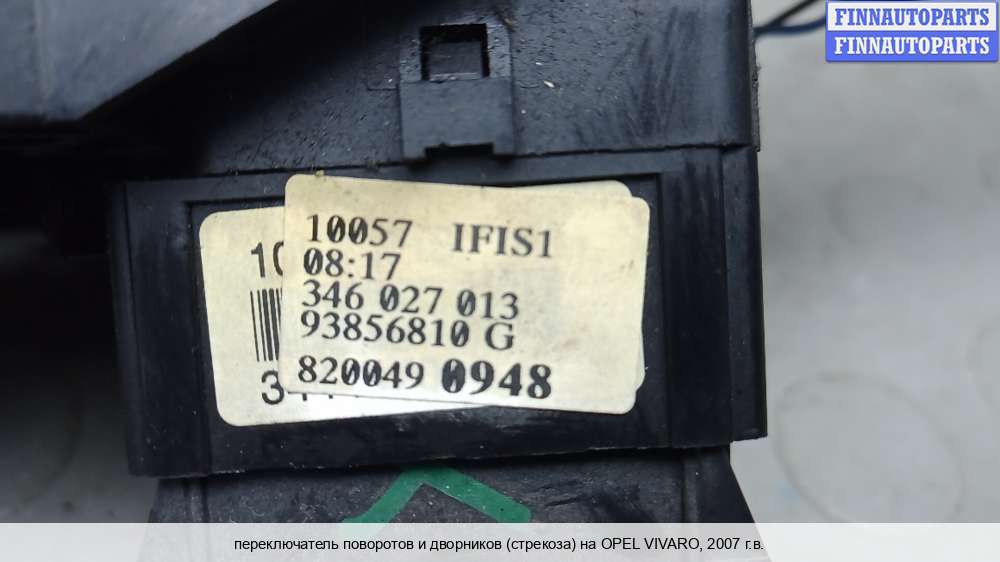 FINNAUTOPARTS
FINNAUTOPARTS
10057 IFIS1
08:17
346 027 013
93856810 G
820049 0948
переключатель поворотов и дворников (стрекоза) на OPEL VIVARO, 2007 г.в.